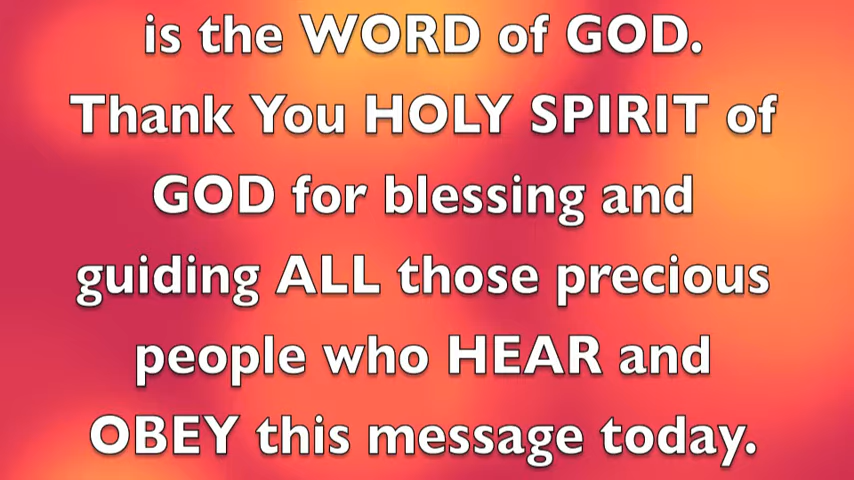 is the WORD of GOD.
Thank You HOLY SPIRIT of
GOD for blessing and
guiding ALL those precious
people who HEAR and
OBEY this message today.